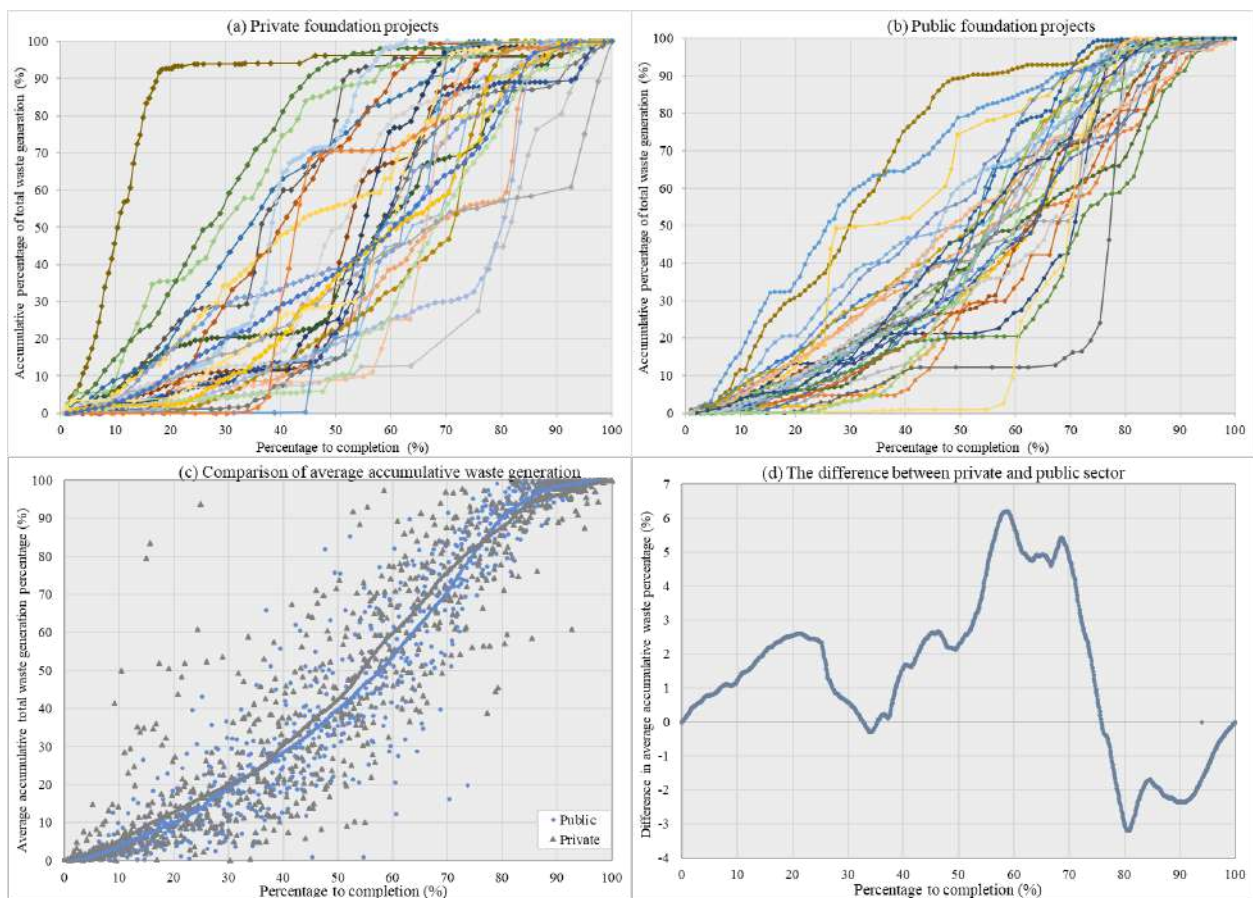 (a) Private foundation projects
Accumulative percentage of total waste generation (%)
100
90
80
70
60
50
40
30
20
10
0
0 10 20 30 40 50 60 70 80 90 100
Percentage to completion (%)
(b) Public foundation projects
Accumulative percentage of total waste generation (%)
100
90
80
70
60
50
40
30
20
10
0
0 10 20 30 40 50 60 70 80 90 100
Percentage to completion (%)
(c) Comparison of average accumulative waste generation
Average accumulative total waste generation percentage (%)
100
90
80
70
60
50
40
30
20
10
0
Public
Private
0 10 20 30 40 50 60 70 80 90 100
Percentage to completion (%)
(d) The difference between private and public sector
Difference in average accumulative waste percentage (%)
7
6
5
4
3
2
1
0
-1
-2
-3
-4
0 10 20 30 40 50 60 70 80 90 100
Percentage to completion (%)